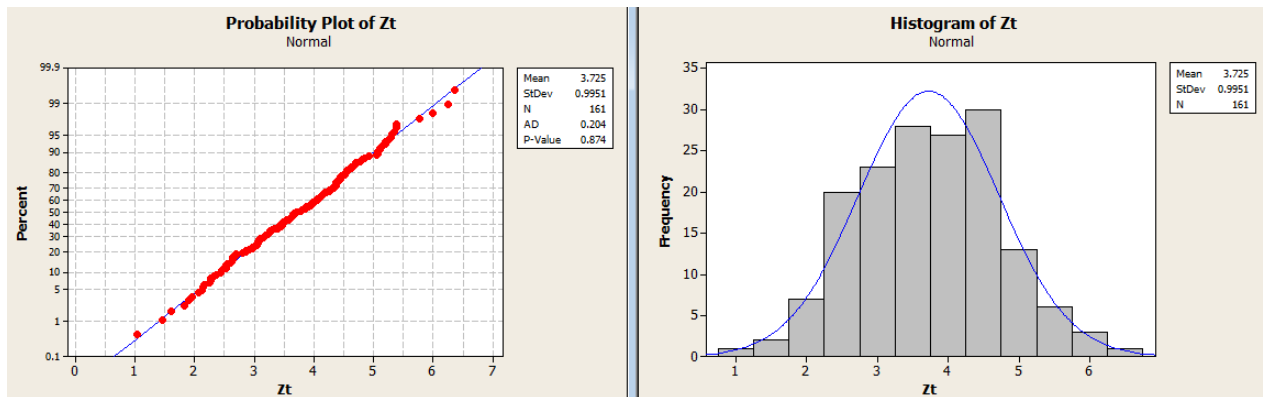 Probability Plot of Zt
Normal
99.9
99
95
90
80
70
60
50
40
30
20
10
5
1
0.1
Percent
0 1 2 3 4 5 6 7
Zt
Mean 3.725
StDev 0.9951
N 161
AD 0.204
P-Value 0.874
Histogram of Zt
Normal
35
30
25
20
15
10
5
0
Frequency
1 2 3 4 5 6
Zt
Mean 3.725
StDev 0.9951
N 161